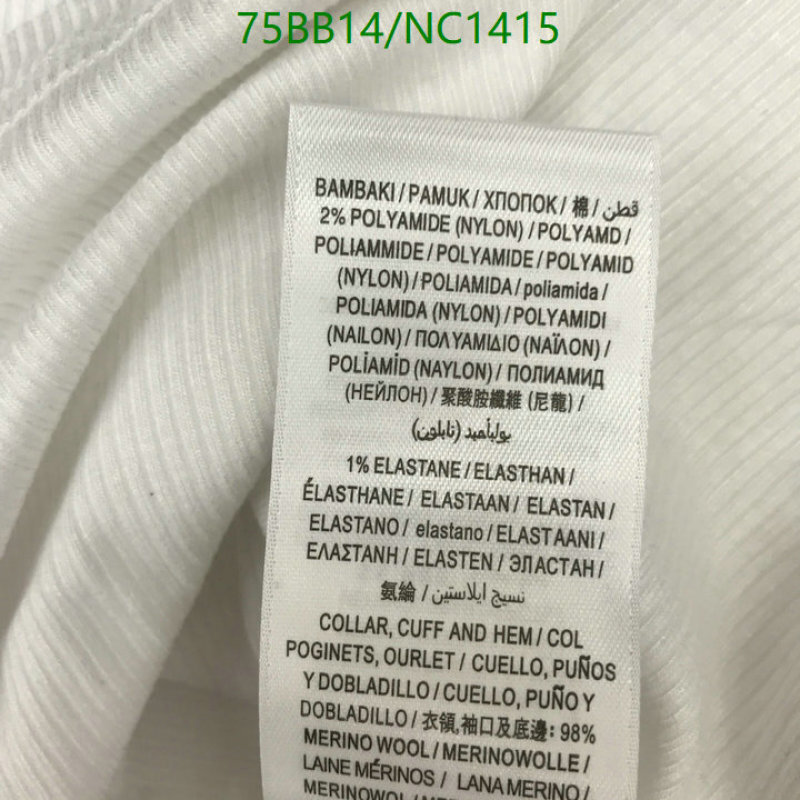 75BB14/NC1415
BAMBAKI / PAMUK / ХЛОПОК / 棉 / قطن
2% POLYAMIDE (NYLON) / POLYAMD /
POLIAMMIDE / POLYAMIDE / POLYAMID
(NYLON) / POLIAMIDA / poliamida /
POLIAMIDA (NYLON) / POLYAMIDI
(NAILON) / ΠΟΛΥΑΜΙΔΙΟ (ΝΑΪΛΟΝ) /
POLİAMİD (NAYLON) / ПОЛИАМИД
(НЕЙЛОН) / 聚酸胺纖維 (尼龍) /
بولیأميد (نابلون)
1% ELASTANE / ELASTHAN /
ÉLASTHANE / ELASTAAN / ELASTAN /
ELASTANO / elastano / ELASTAANI /
ΕΛΑΣΤΑΝΗ / ELASTEN / ЭЛАСТАН /
氨綸 / نسيج ايلاستين
COLLAR, CUFF AND HEM / COL
POGINETS, OURLET / CUELLO, PUÑOS
Y DOBLADILLO / CUELLO, PUÑO Y
DOBLADILLO / 衣領,袖口及底邊: 98%
MERINO WOOL / MERINOWOLLE /
LAINE MÉRINOS / LANA MERINO /